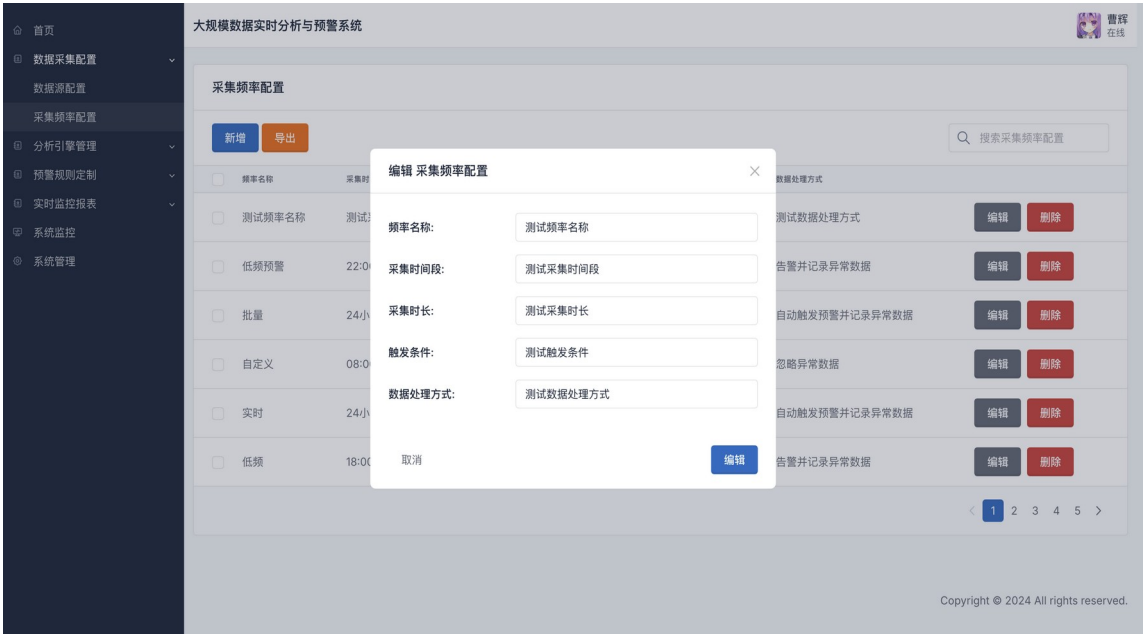 首页
数据采集配置
数据源配置
采集频率配置
分析引擎管理
预警规则定制
实时监控报表
系统监控
系统管理
大规模数据实时分析与预警系统
曹辉
在线
采集频率配置
新增 导出 搜索采集频率配置
频率名称 采集时 数据处理方式
测试频率名称 测试 测试数据处理方式 编辑 删除
低频预警 22:0 告警并记录异常数据 编辑 删除
批量 24小 自动触发预警并记录异常数据 编辑 删除
自定义 08:0 忽略异常数据 编辑 删除
实时 24小 自动触发预警并记录异常数据 编辑 删除
低频 18:00 告警并记录异常数据 编辑 删除
编辑 采集频率配置
频率名称: 测试频率名称
采集时间段: 测试采集时间段
采集时长: 测试采集时长
触发条件: 测试触发条件
数据处理方式: 测试数据处理方式
取消 编辑
1 2 3 4 5
Copyright © 2024 All rights reserved.